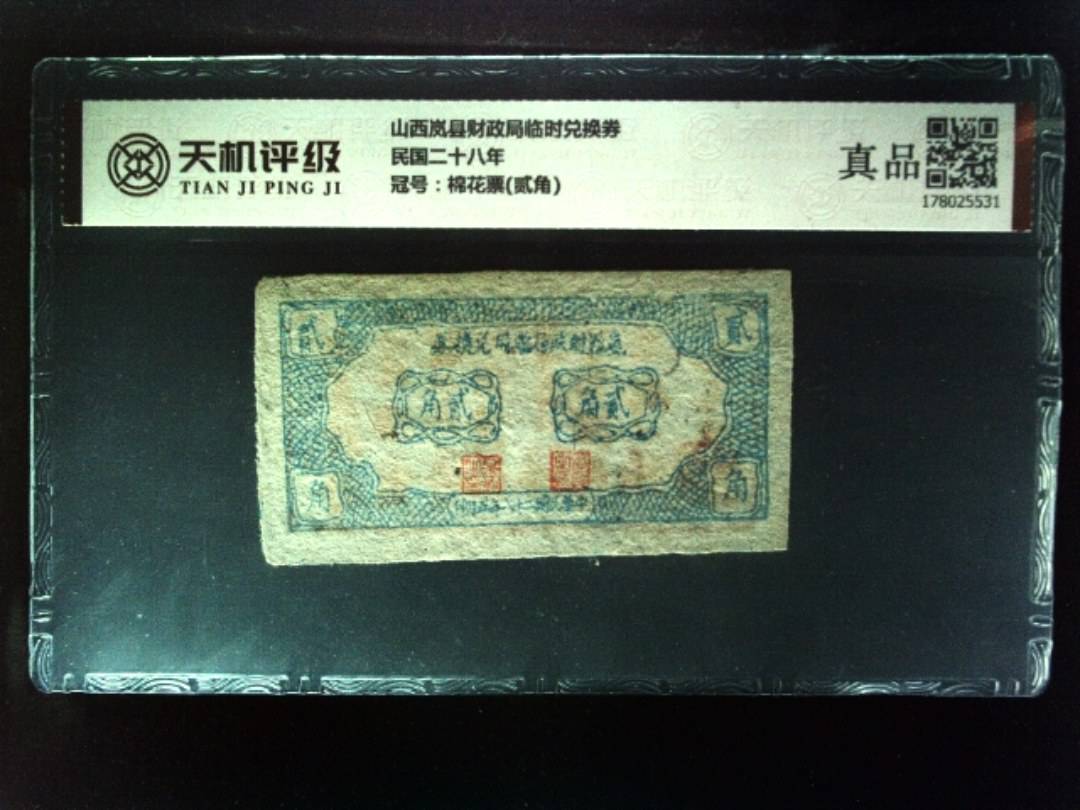 天机评级
TIAN JI PING JI
山西岚县财政局临时兑换券
民国二十八年
冠号：棉花票(贰角)
真品
178025531
贰
贰
角贰
角贰
角
角